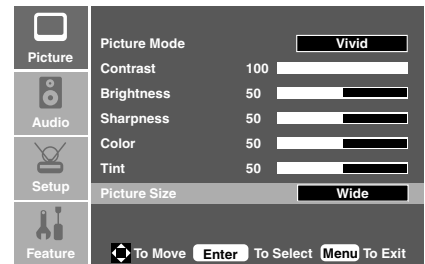 Picture
Audio
Setup
Feature
Picture Mode Vivid
Contrast 100
Brightness 50
Sharpness 50
Color 50
Tint 50
Picture Size Wide
To Move Enter To Select Menu To Exit